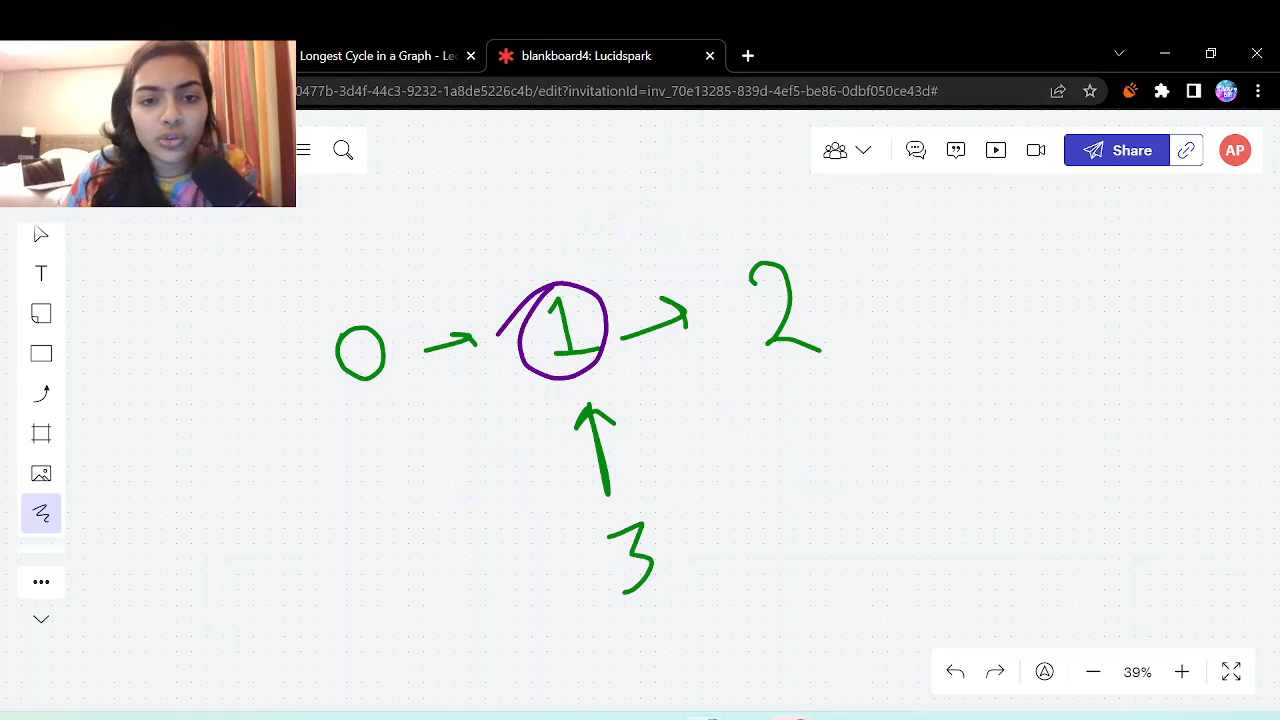 Longest Cycle in a Graph - Lee
blankboard4: Lucidspark
0477b-3d4f-44c3-9232-1a8de5226c4b/edit?invitationId=inv_70e13285-839d-4ef5-be86-0dbf050ce43d#
Share
AP
T
0 → 1 → 2
3
39%